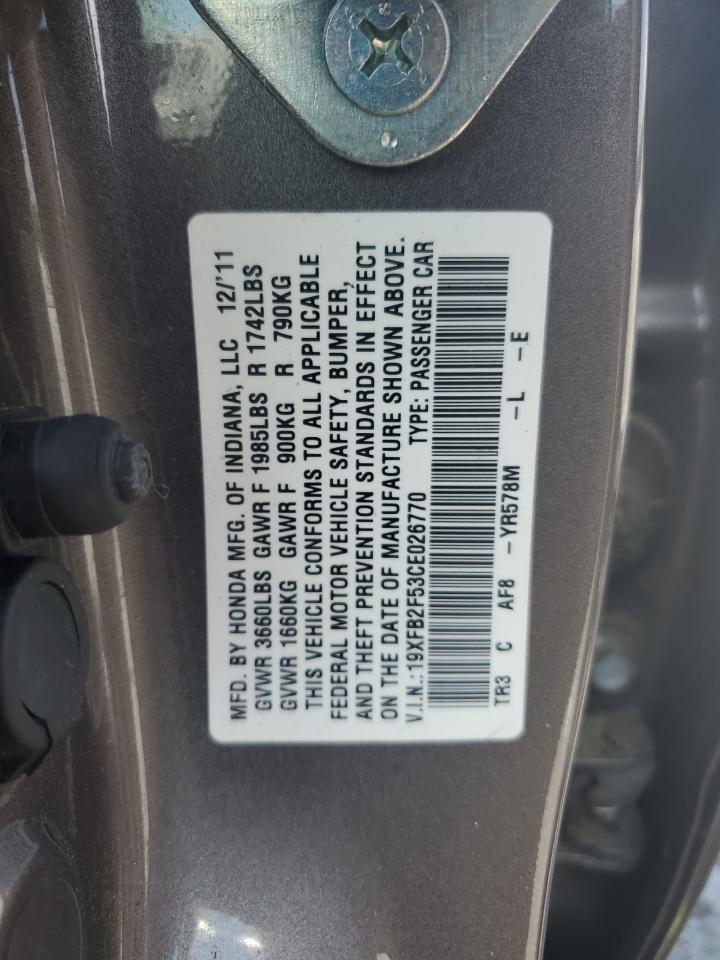 MFD. BY HONDA MFG. OF INDIANA, LLC 12/'11
GVWR 3660LBS GAWR F 1985LBS R 1742LBS
GVWR 1660KG GAWR F 900KG R 790KG
THIS VEHICLE CONFORMS TO ALL APPLICABLE
FEDERAL MOTOR VEHICLE SAFETY, BUMPER,
AND THEFT PREVENTION STANDARDS IN EFFECT
ON THE DATE OF MANUFACTURE SHOWN ABOVE.
V.I.N.:19XFB2F53CE026770 TYPE: PASSENGER CAR
TR3 C AF8 -YR578M -L -E